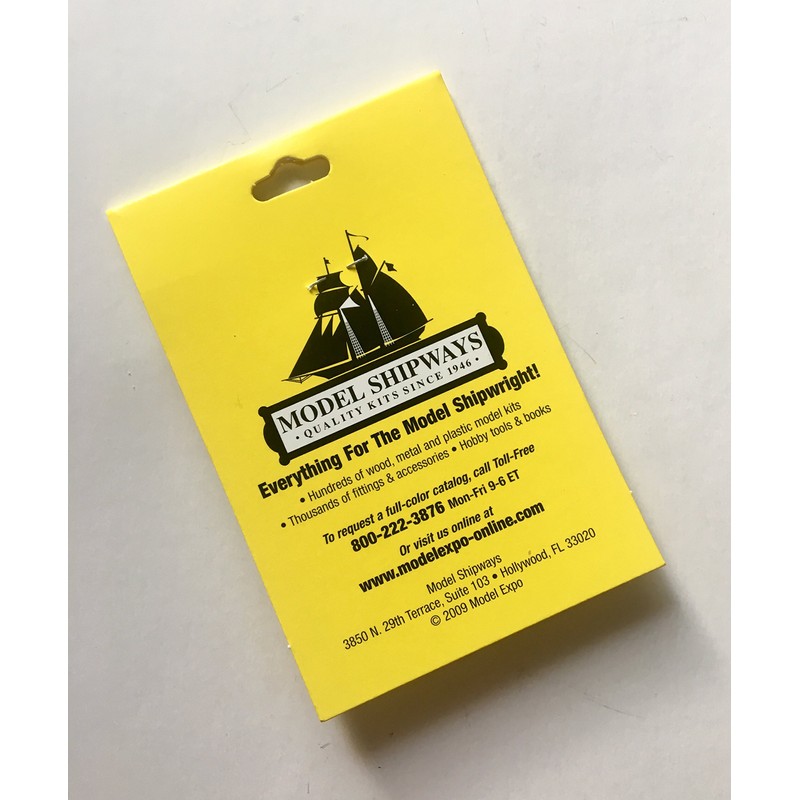 MODEL SHIPWAYS
• QUALITY KITS SINCE 1946 •
Everything For The Model Shipwright!
• Hundreds of wood, metal and plastic model kits
• Thousands of fittings & accessories • Hobby tools & books
To request a full-color catalog, call Toll-Free
800-222-3876 Mon-Fri 9-6 ET
Or visit us online at
www.modelexpo-online.com
Model Shipways
3850 N. 29th Terrace, Suite 103 • Hollywood, FL 33020
© 2009 Model Expo